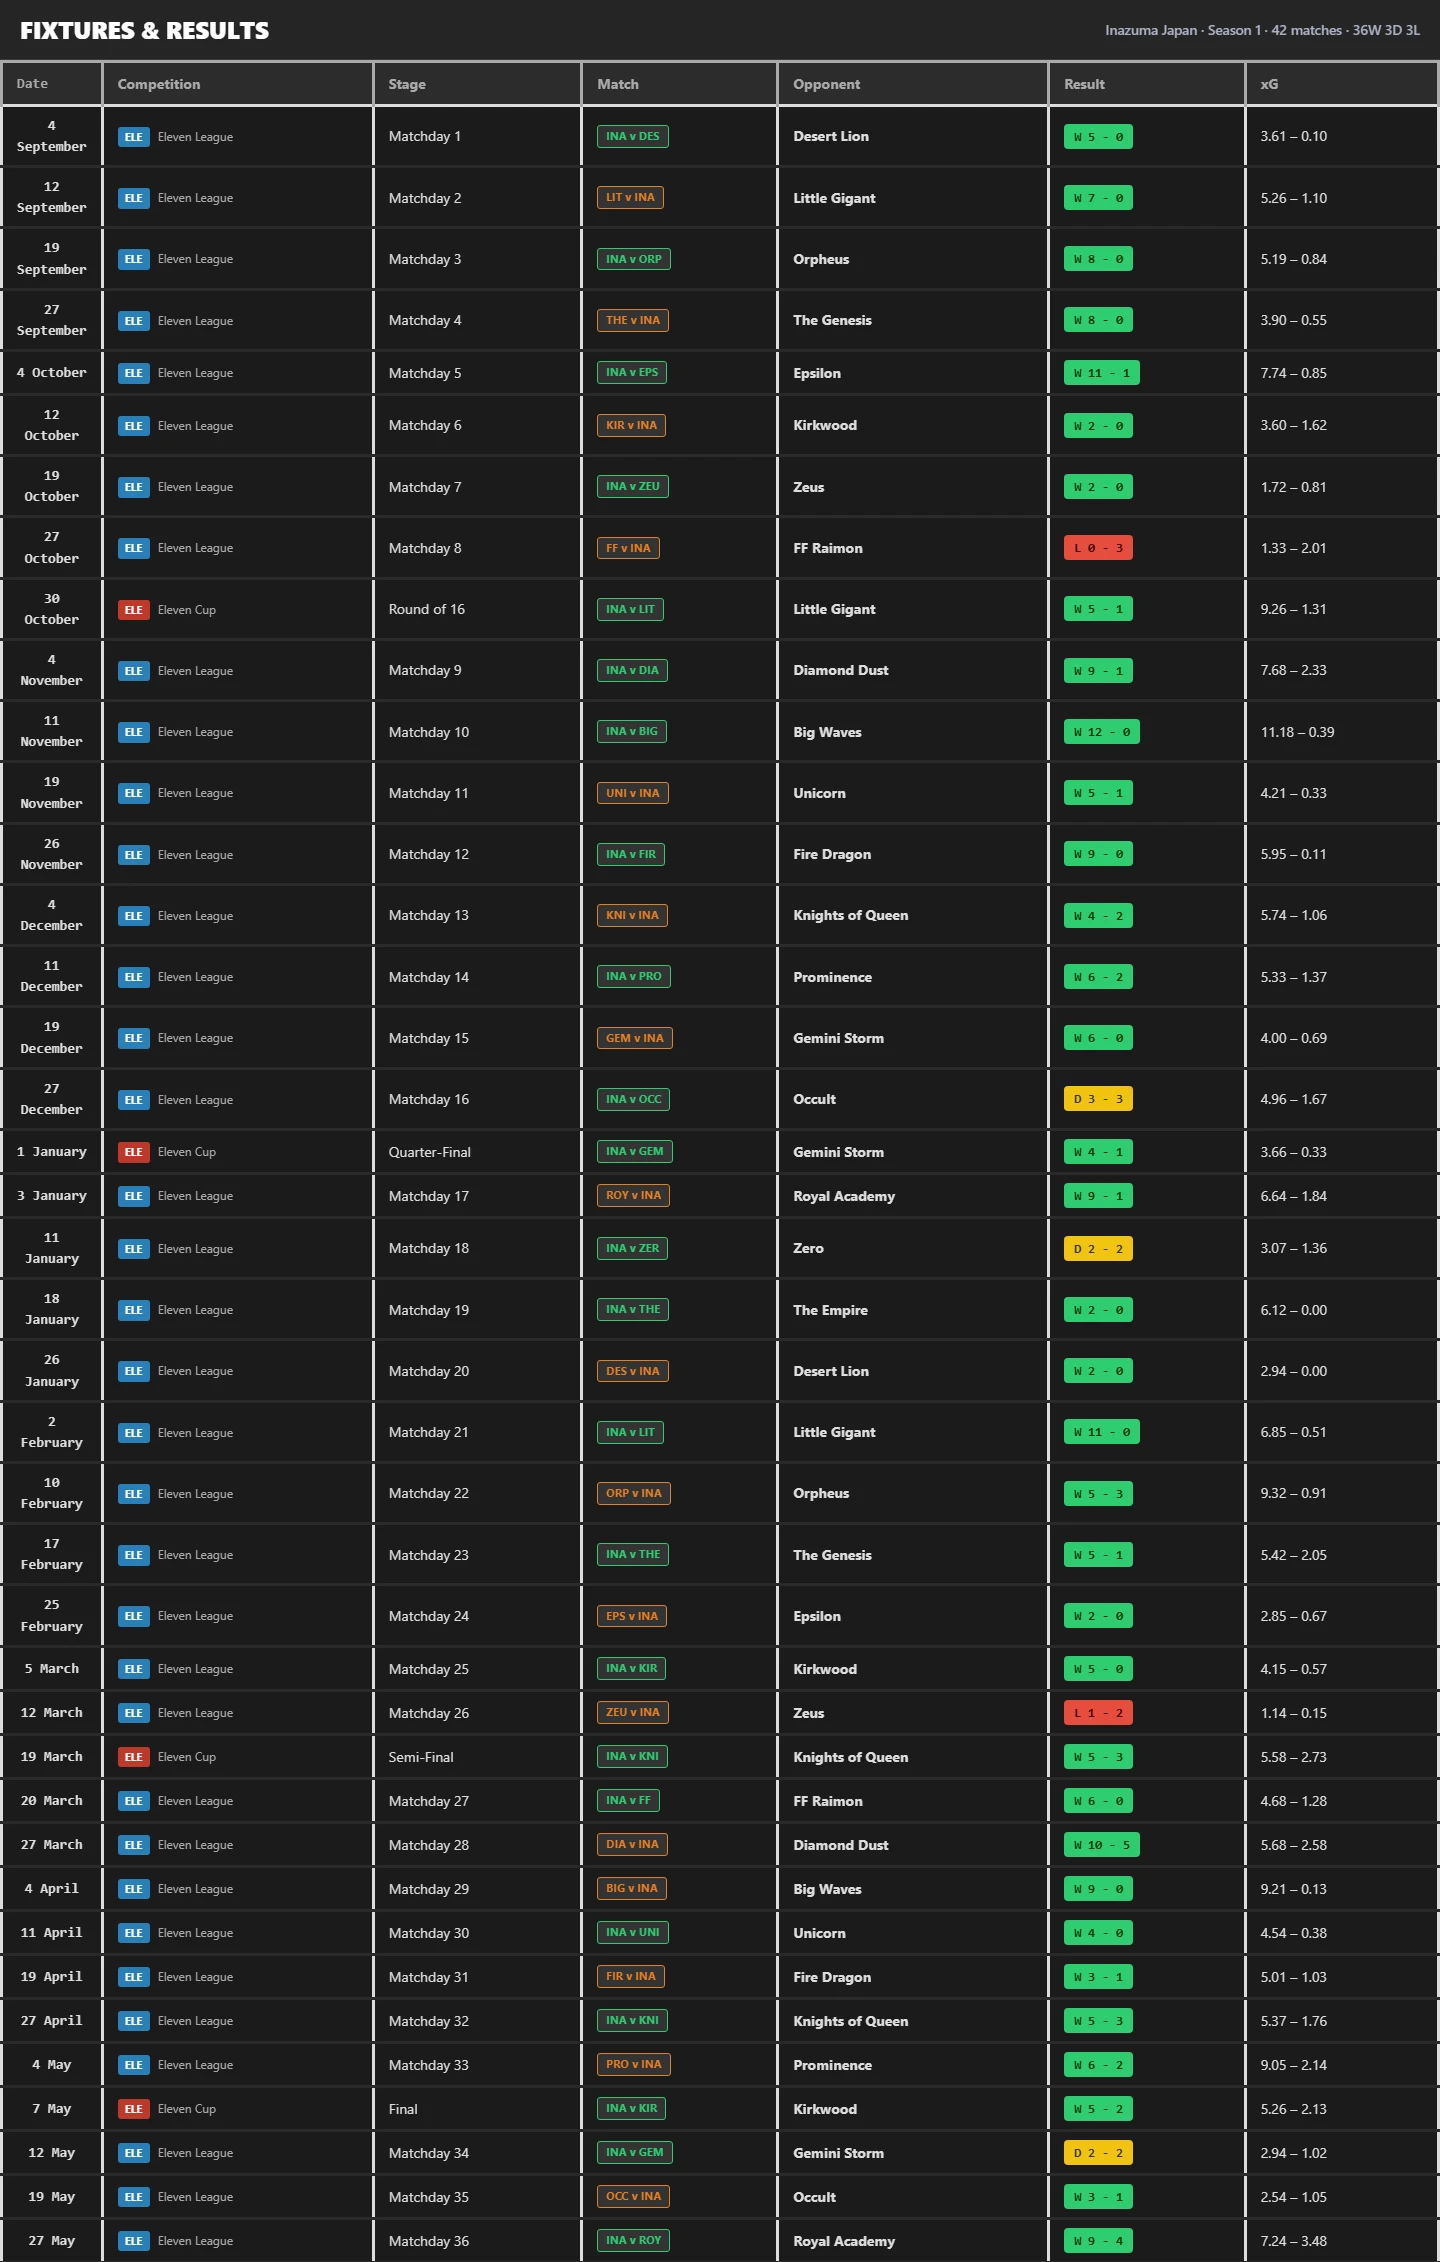 FIXTURES & RESULTS
Inazuma Japan · Season 1 · 42 matches · 36W 3D 3L
Date Competition Stage Match Opponent Result xG
4 September ELE Eleven League Matchday 1 INA v DES Desert Lion W 5 - 0 3.61 – 0.10
12 September ELE Eleven League Matchday 2 LIT v INA Little Gigant W 7 - 0 5.26 – 1.10
19 September ELE Eleven League Matchday 3 INA v ORP Orpheus W 8 - 0 5.19 – 0.84
27 September ELE Eleven League Matchday 4 THE v INA The Genesis W 8 - 0 3.90 – 0.55
4 October ELE Eleven League Matchday 5 INA v EPS Epsilon W 11 - 1 7.74 – 0.85
12 October ELE Eleven League Matchday 6 KIR v INA Kirkwood W 2 - 0 3.60 – 1.62
19 October ELE Eleven League Matchday 7 INA v ZEU Zeus W 2 - 0 1.72 – 0.81
27 October ELE Eleven League Matchday 8 FF v INA FF Raimon L 0 - 3 1.33 – 2.01
30 October ELE Eleven Cup Round of 16 INA v LIT Little Gigant W 5 - 1 9.26 – 1.31
4 November ELE Eleven League Matchday 9 INA v DIA Diamond Dust W 9 - 1 7.68 – 2.33
11 November ELE Eleven League Matchday 10 INA v BIG Big Waves W 12 - 0 11.18 – 0.39
19 November ELE Eleven League Matchday 11 UNI v INA Unicorn W 5 - 1 4.21 – 0.33
26 November ELE Eleven League Matchday 12 INA v FIR Fire Dragon W 9 - 0 5.95 – 0.11
4 December ELE Eleven League Matchday 13 KNI v INA Knights of Queen W 4 - 2 5.74 – 1.06
11 December ELE Eleven League Matchday 14 INA v PRO Prominence W 6 - 2 5.33 – 1.37
19 December ELE Eleven League Matchday 15 GEM v INA Gemini Storm W 6 - 0 4.00 – 0.69
27 December ELE Eleven League Matchday 16 INA v OCC Occult D 3 - 3 4.96 – 1.67
1 January ELE Eleven Cup Quarter-Final INA v GEM Gemini Storm W 4 - 1 3.66 – 0.33
3 January ELE Eleven League Matchday 17 ROY v INA Royal Academy W 9 - 1 6.64 – 1.84
11 January ELE Eleven League Matchday 18 INA v ZER Zero D 2 - 2 3.07 – 1.36
18 January ELE Eleven League Matchday 19 INA v THE The Empire W 2 - 0 6.12 – 0.00
26 January ELE Eleven League Matchday 20 DES v INA Desert Lion W 2 - 0 2.94 – 0.00
2 February ELE Eleven League Matchday 21 INA v LIT Little Gigant W 11 - 0 6.85 – 0.51
10 February ELE Eleven League Matchday 22 ORP v INA Orpheus W 5 - 3 9.32 – 0.91
17 February ELE Eleven League Matchday 23 INA v THE The Genesis W 5 - 1 5.42 – 2.05
25 February ELE Eleven League Matchday 24 EPS v INA Epsilon W 2 - 0 2.85 – 0.67
5 March ELE Eleven League Matchday 25 INA v KIR Kirkwood W 5 - 0 4.15 – 0.57
12 March ELE Eleven League Matchday 26 ZEU v INA Zeus L 1 - 2 1.14 – 0.15
19 March ELE Eleven Cup Semi-Final INA v KNI Knights of Queen W 5 - 3 5.58 – 2.73
20 March ELE Eleven League Matchday 27 INA v FF FF Raimon W 6 - 0 4.68 – 1.28
27 March ELE Eleven League Matchday 28 DIA v INA Diamond Dust W 10 - 5 5.68 – 2.58
4 April ELE Eleven League Matchday 29 BIG v INA Big Waves W 9 - 0 9.21 – 0.13
11 April ELE Eleven League Matchday 30 INA v UNI Unicorn W 4 - 0 4.54 – 0.38
19 April ELE Eleven League Matchday 31 FIR v INA Fire Dragon W 3 - 1 5.01 – 1.03
27 April ELE Eleven League Matchday 32 INA v KNI Knights of Queen W 5 - 3 5.37 – 1.76
4 May ELE Eleven League Matchday 33 PRO v INA Prominence W 6 - 2 9.05 – 2.14
7 May ELE Eleven Cup Final INA v KIR Kirkwood W 5 - 2 5.26 – 2.13
12 May ELE Eleven League Matchday 34 INA v GEM Gemini Storm D 2 - 2 2.94 – 1.02
19 May ELE Eleven League Matchday 35 OCC v INA Occult W 3 - 1 2.54 – 1.05
27 May ELE Eleven League Matchday 36 INA v ROY Royal Academy W 9 - 4 7.24 – 3.48